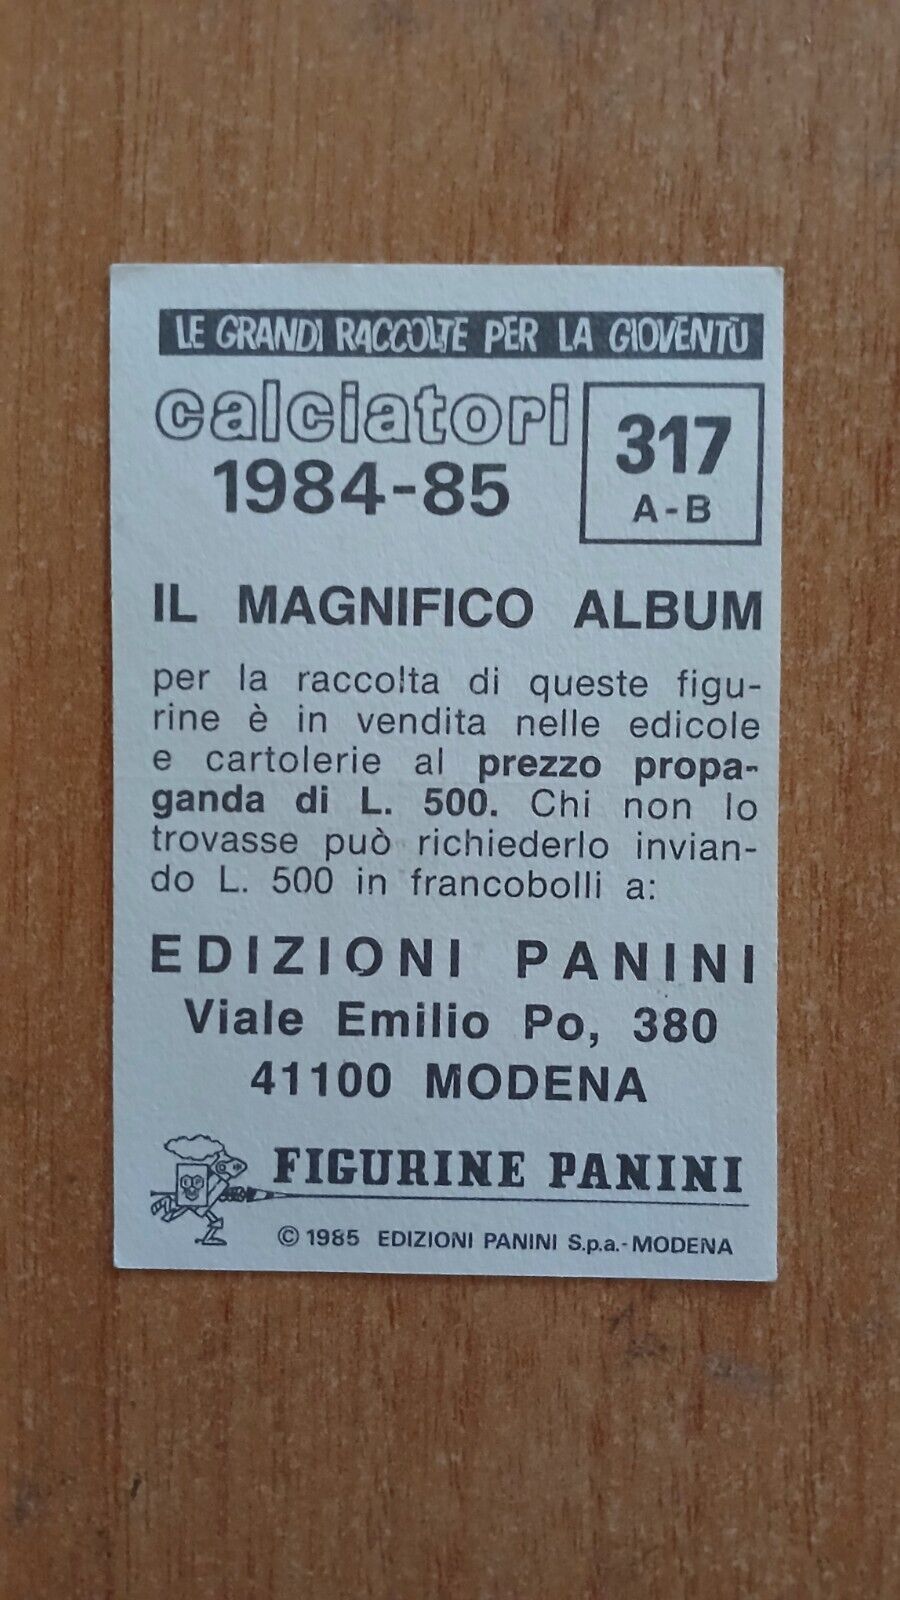 LE GRANDI RACCOLTE PER LA GIOVENTÙ
calciatori
1984-85
317
A-B
IL MAGNIFICO ALBUM
per la raccolta di queste figu-
rine è in vendita nelle edicole
e cartolerie al prezzo propa-
ganda di L. 500. Chi non lo
trovasse può richiederlo invian-
do L. 500 in francobolli a:
EDIZIONI PANINI
Viale Emilio Po, 380
41100 MODENA
FIGURINE PANINI
© 1985 EDIZIONI PANINI S.p.a.-MODENA